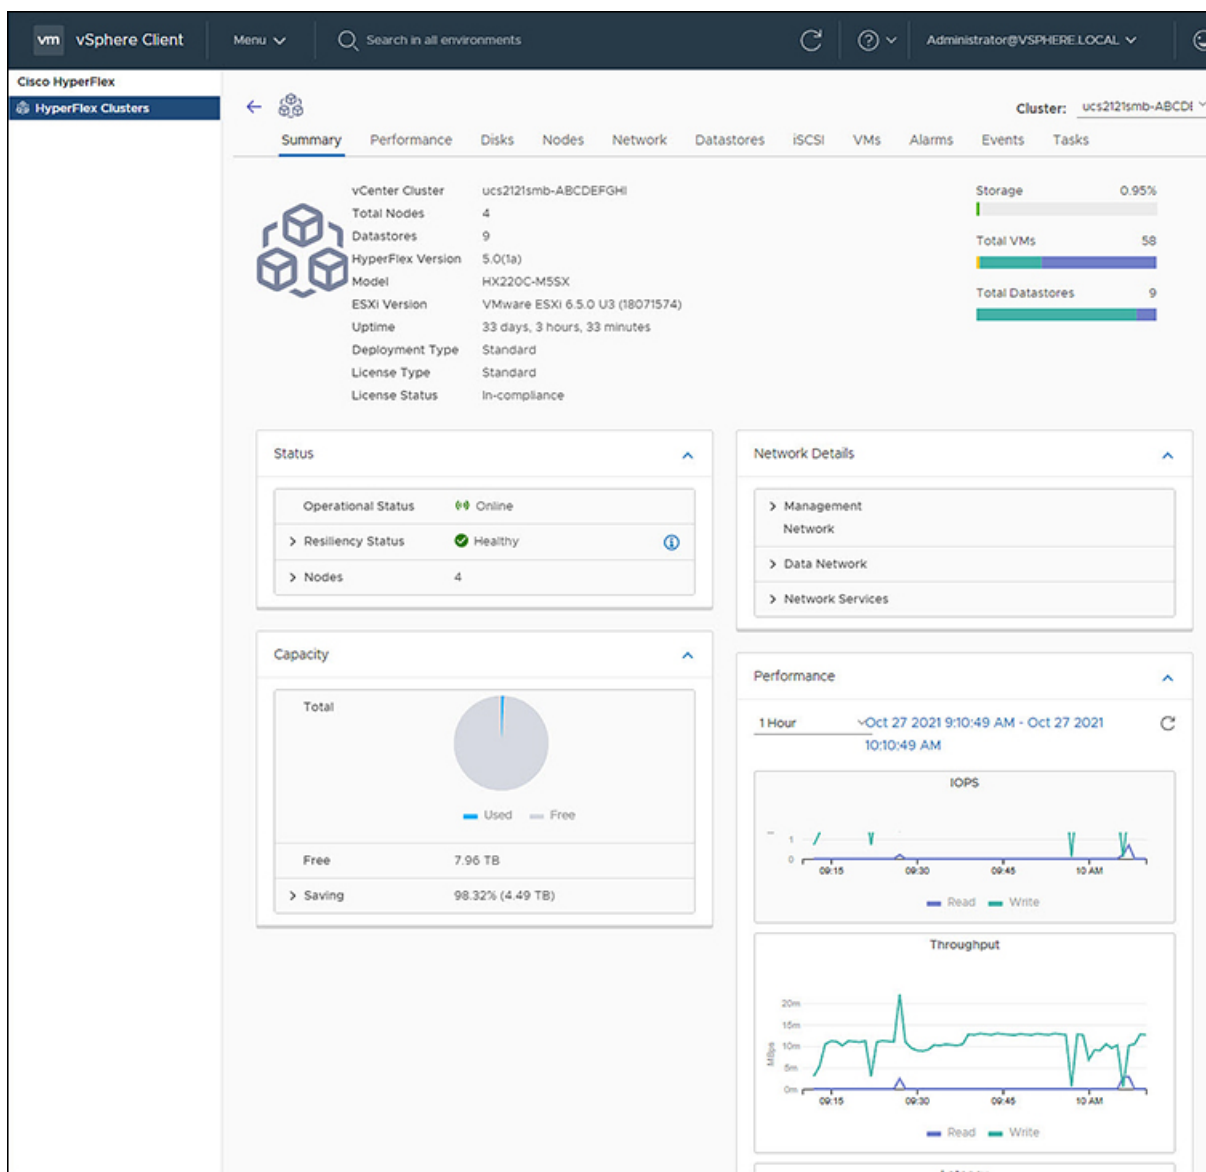 vm vSphere Client Menu Search in all environments Administrator@VSPHERE.LOCAL
Cisco HyperFlex
HyperFlex Clusters
Cluster: ucs2121smb-ABCDE
Summary Performance Disks Nodes Network Datastores iSCSI VMs Alarms Events Tasks
vCenter Cluster ucs2121smb-ABCDEFGHI
Total Nodes 4
Datastores 9
HyperFlex Version 5.0(1a)
Model HX220C-M5SX
ESXi Version VMware ESXi 6.5.0 U3 (18071574)
Uptime 33 days, 3 hours, 33 minutes
Deployment Type Standard
License Type Standard
License Status In-compliance
Storage 0.95%
Total VMs 58
Total Datastores 9
Status
Operational Status Online
Resiliency Status Healthy
Nodes 4
Capacity
Total
Used Free
Free 7.96 TB
Saving 98.32% (4.49 TB)
Network Details
Management
Network
Data Network
Network Services
Performance
1 Hour Oct 27 2021 9:10:49 AM - Oct 27 2021
10:10:49 AM
IOPS
1
0
09:15 09:30 09:45 10 AM
Read Write
Throughput
20m
15m
10m
5m
0m
MBps
09:15 09:30 09:45 10 AM
Read Write